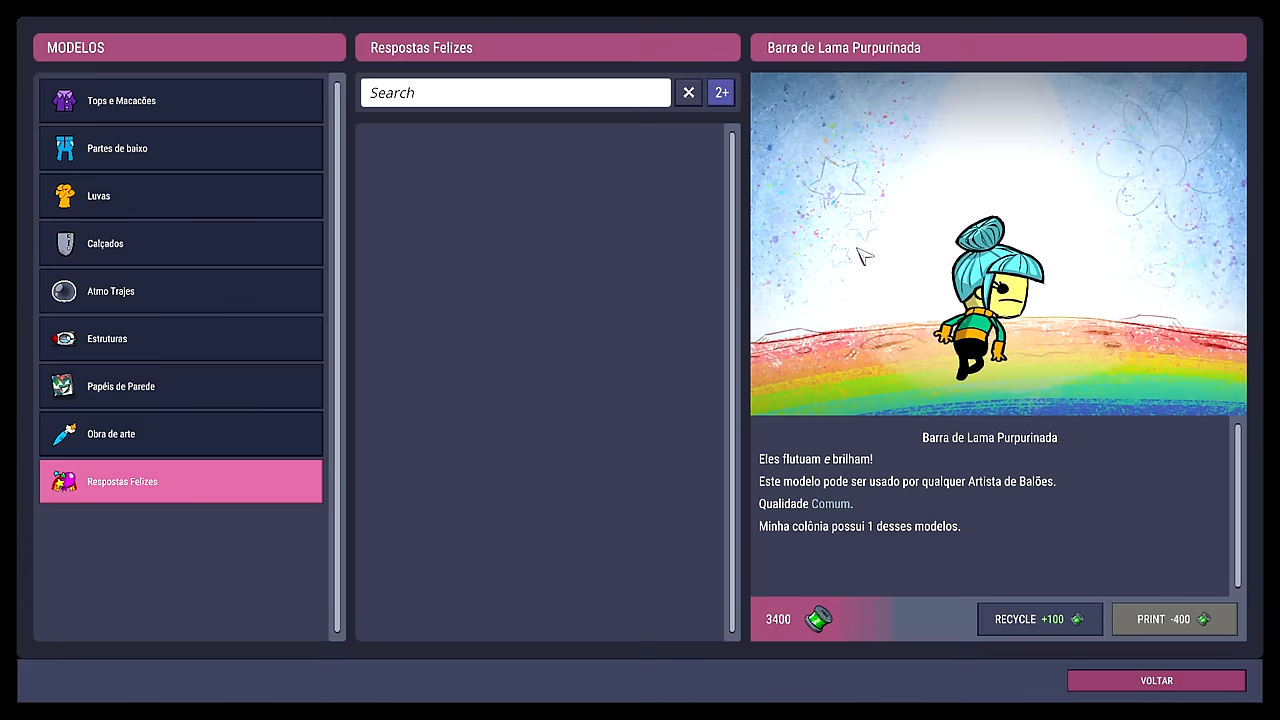 MODELOS
Tops e Macacões
Partes de baixo
Luvas
Calçados
Atmo Trajes
Estruturas
Papéis de Parede
Obra de arte
Respostas Felizes
Respostas Felizes
Search
✕
2+
Barra de Lama Purpurinada
Barra de Lama Purpurinada
Eles flutuam e brilham!
Este modelo pode ser usado por qualquer Artista de Balões.
Qualidade Comum.
Minha colônia possui 1 desses modelos.
3400
RECYCLE +100
PRINT -400
VOLTAR